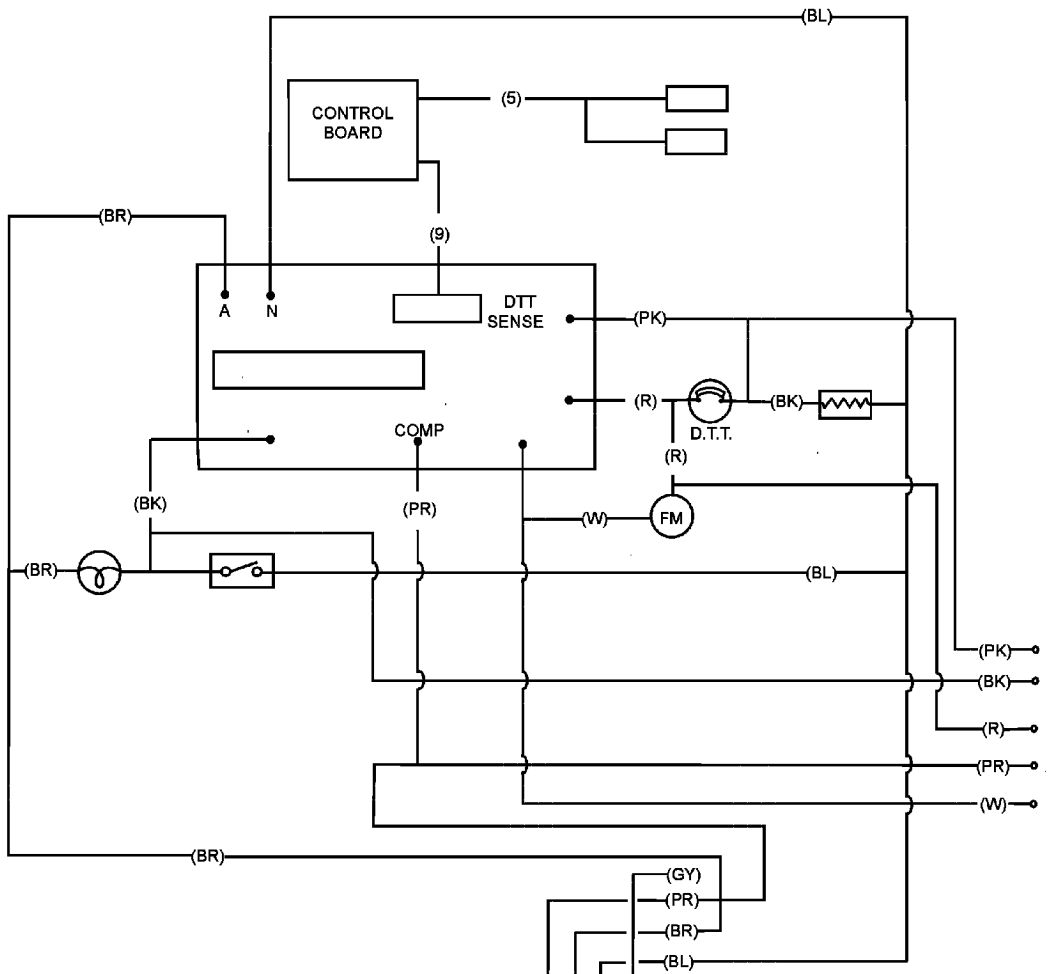 (BL)
CONTROL
BOARD
(5)
(BR)
(9)
A
N
DTT
SENSE
(PK)
(R)
(BK)
D.T.T.
COMP
(R)
(BK)
(PR)
(W)
FM
(BR)
(BL)
(PK)
(BK)
(R)
(PR)
(W)
(BR)
(GY)
(PR)
(BR)
(BL)